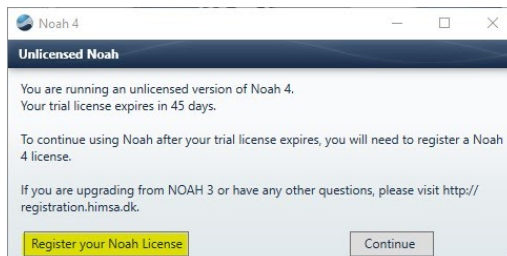 Noah 4
Unlicensed Noah
You are running an unlicensed version of Noah 4.
Your trial license expires in 45 days.
To continue using Noah after your trial license expires, you will need to register a Noah
4 license.
If you are upgrading from NOAH 3 or have any other questions, please visit http://
registration.himsa.dk.
Register your Noah License
Continue